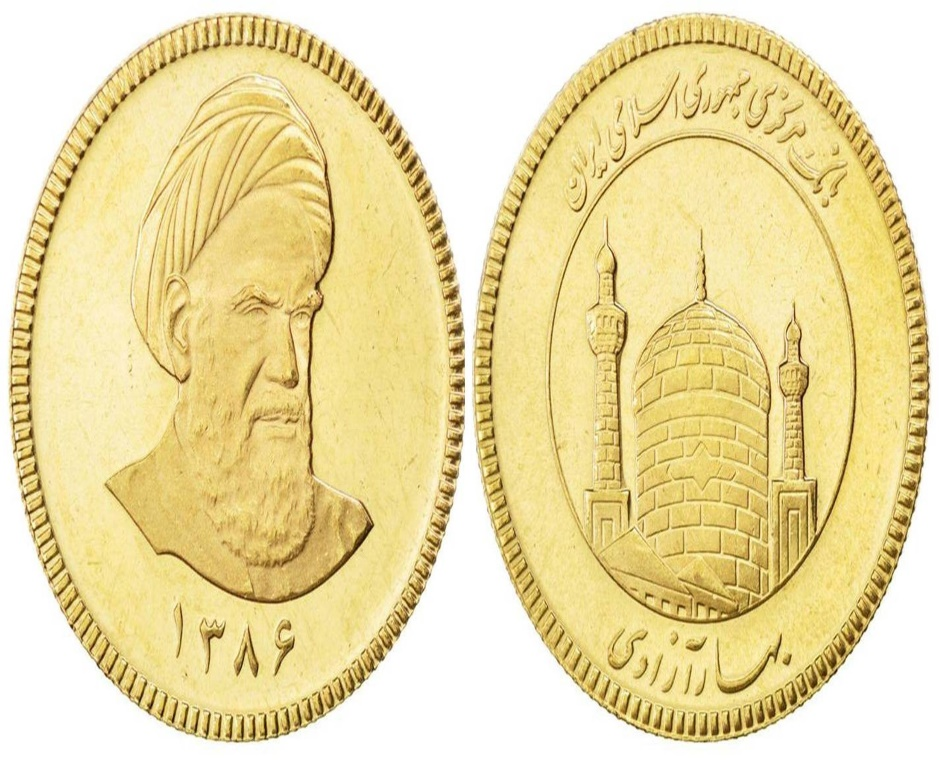 ۱۳۸۶
بانک مرکزی جمهوری اسلامی ایران
بهار آزادی